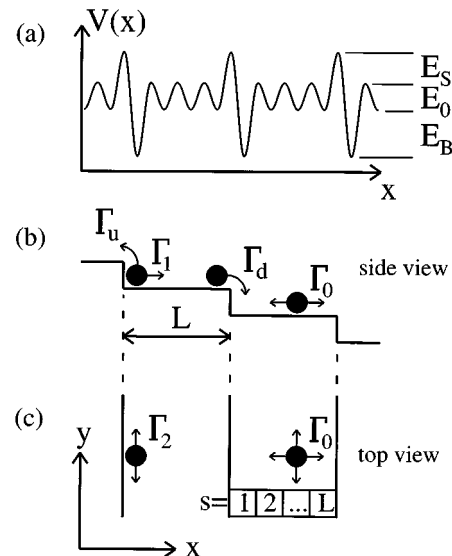 (a) V(x)
E_S
E_0
E_B
x
(b) Γ_u Γ_1 Γ_d Γ_0 side view
L
(c) y Γ_2 Γ_0 top view
s= 1 2 ... L
x